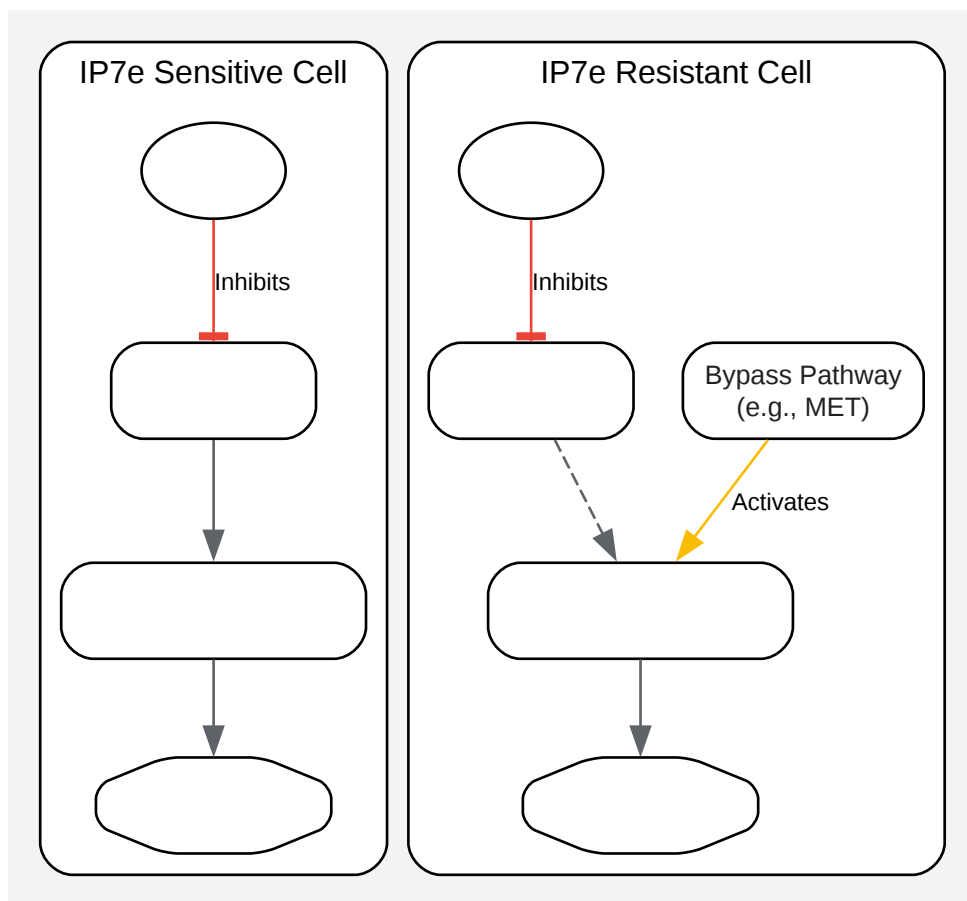 IP7e Sensitive Cell
Inhibits
IP7e Resistant Cell
Inhibits
Bypass Pathway
(e.g., MET)
Activates